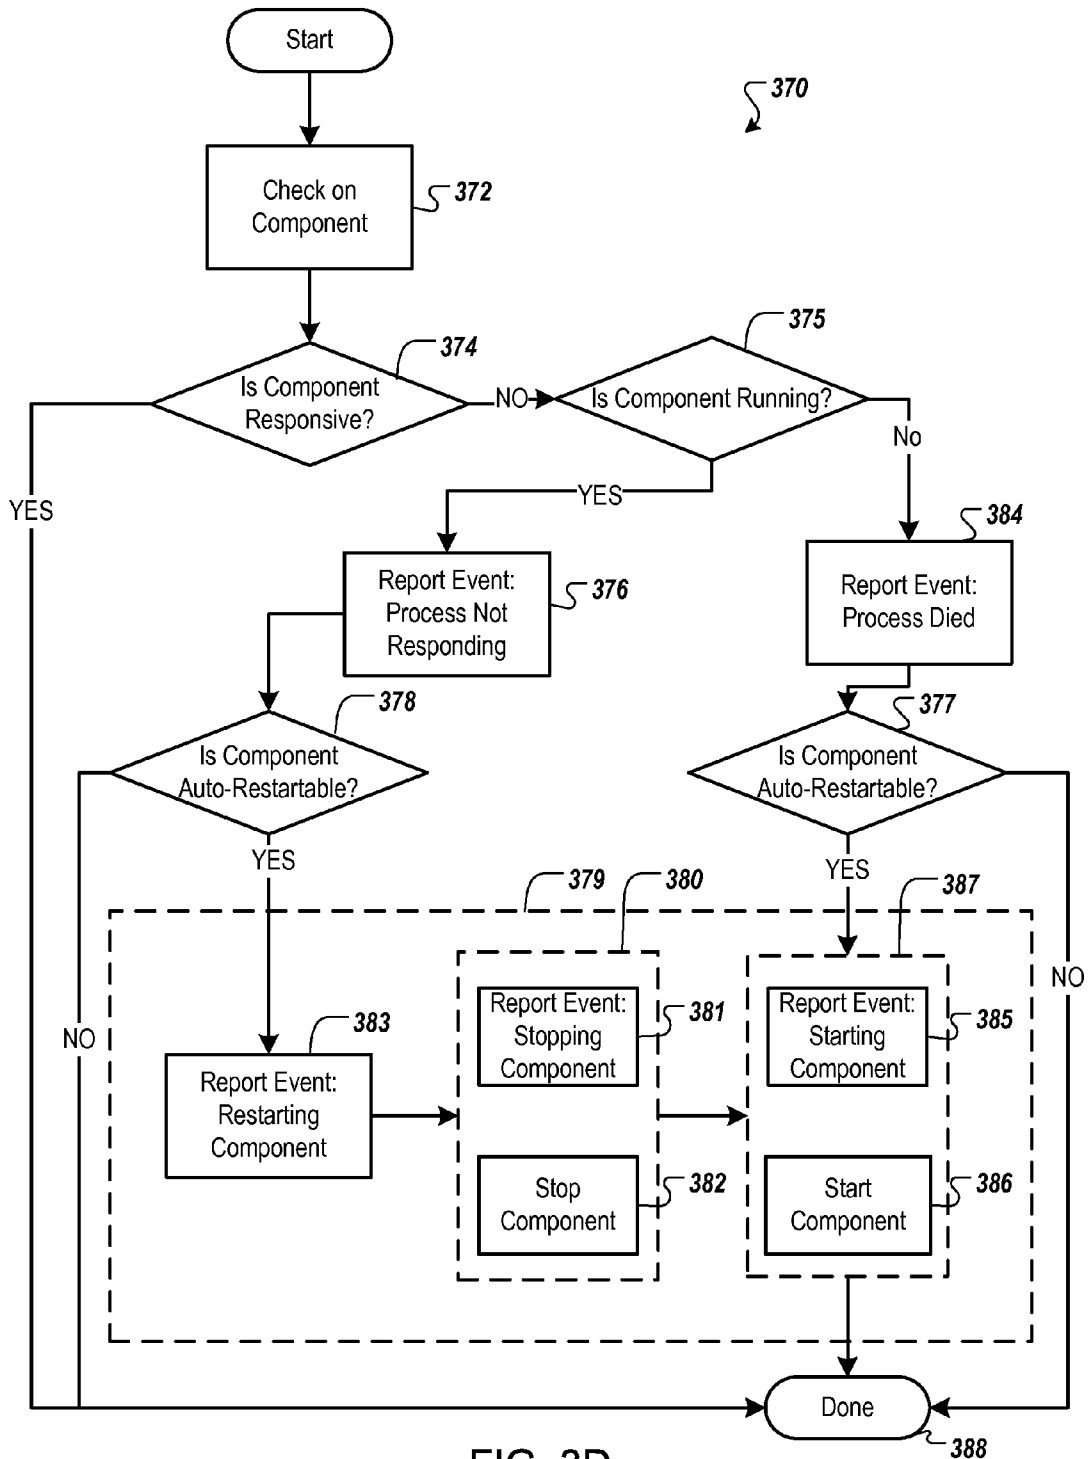 Start
370
Check on
Component
372
374
375
Is Component
Responsive?
NO
Is Component Running?
No
YES
YES
384
Report Event:
Process Not
Responding
376
Report Event:
Process Died
378
377
Is Component
Auto-Restartable?
Is Component
Auto-Restartable?
YES
YES
379
380
387
NO
NO
383
Report Event:
Stopping
Component
381
Report Event:
Starting
Component
385
Report Event:
Restarting
Component
Stop
Component
382
Start
Component
386
Done
388
FIG. 3D